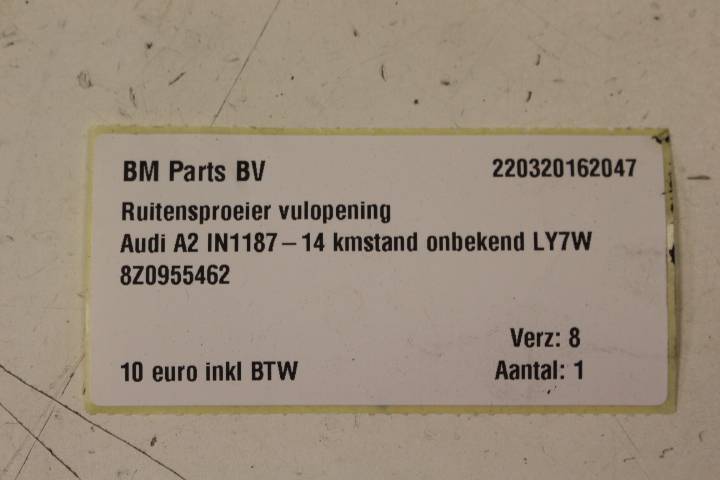 BM Parts BV 220320162047
Ruitensproeier vulopening
Audi A2 IN1187 – 14 kmstand onbekend LY7W
8Z0955462
Verz: 8
10 euro inkl BTW Aantal: 1